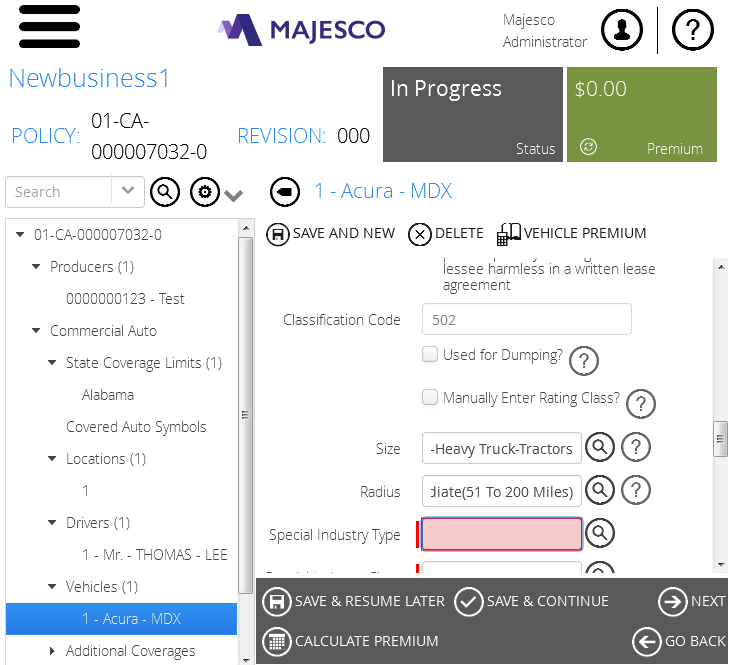 MAJESCO
Majesco
Administrator
?
Newbusiness1
POLICY: 01-CA-
000007032-0
REVISION: 000
In Progress
Status
$0.00
Premium
Search
1 - Acura - MDX
01-CA-000007032-0
Producers (1)
0000000123 - Test
Commercial Auto
State Coverage Limits (1)
Alabama
Covered Auto Symbols
Locations (1)
1
Drivers (1)
1 - Mr. - THOMAS - LEE
Vehicles (1)
1 - Acura - MDX
Additional Coverages
SAVE AND NEW DELETE VEHICLE PREMIUM
lessee harmless in a written lease
agreement
Classification Code 502
Used for Dumping? ?
Manually Enter Rating Class? ?
Size -Heavy Truck-Tractors ?
Radius diate(51 To 200 Miles) ?
Special Industry Type
SAVE & RESUME LATER SAVE & CONTINUE NEXT
CALCULATE PREMIUM GO BACK